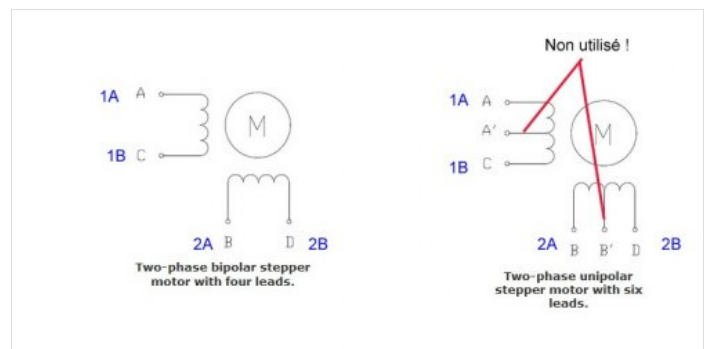 1A A
M
1B C
2A B D 2B
Two-phase bipolar stepper
motor with four leads.
Non utilisé !
1A A
A'
M
1B C
2A B B' D 2B
Two-phase unipolar
stepper motor with six
leads.